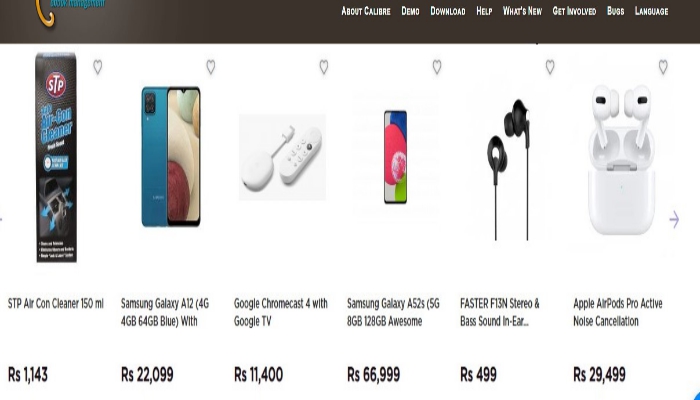 ebook management
About Calibre Demo Download Help What's New Get Involved Bugs Language
STP
Air-Con
Cleaner
STP Air Con Cleaner 150 ml
Samsung Galaxy A12 (4G
4GB 64GB Blue) With
Google Chromecast 4 with
Google TV
Samsung Galaxy A52s (5G
8GB 128GB Awesome
FASTER F13N Stereo &
Bass Sound In-Ear...
Apple AirPods Pro Active
Noise Cancellation
Rs 1,143
Rs 22,099
Rs 11,400
Rs 66,999
Rs 499
Rs 29,499